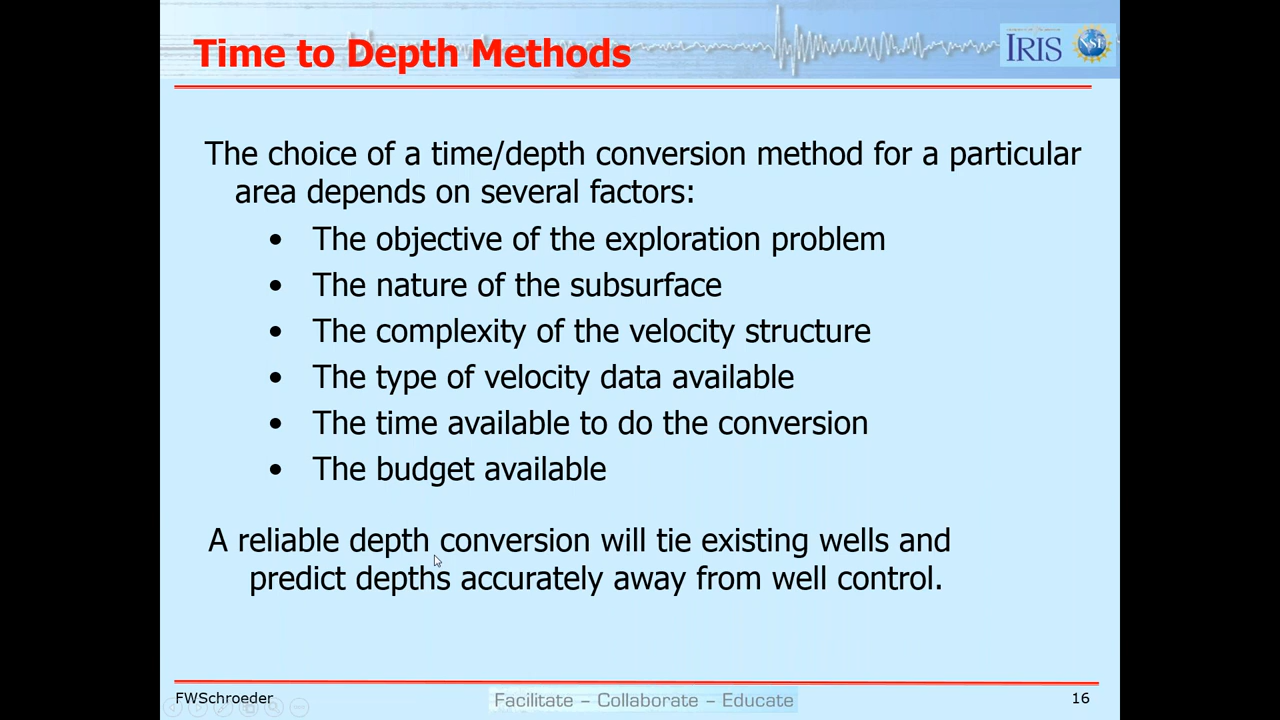 Time to Depth Methods
IRIS
NSF
The choice of a time/depth conversion method for a particular
area depends on several factors:
• The objective of the exploration problem
• The nature of the subsurface
• The complexity of the velocity structure
• The type of velocity data available
• The time available to do the conversion
• The budget available
A reliable depth conversion will tie existing wells and
predict depths accurately away from well control.
FWSchroeder
Facilitate – Collaborate – Educate
16